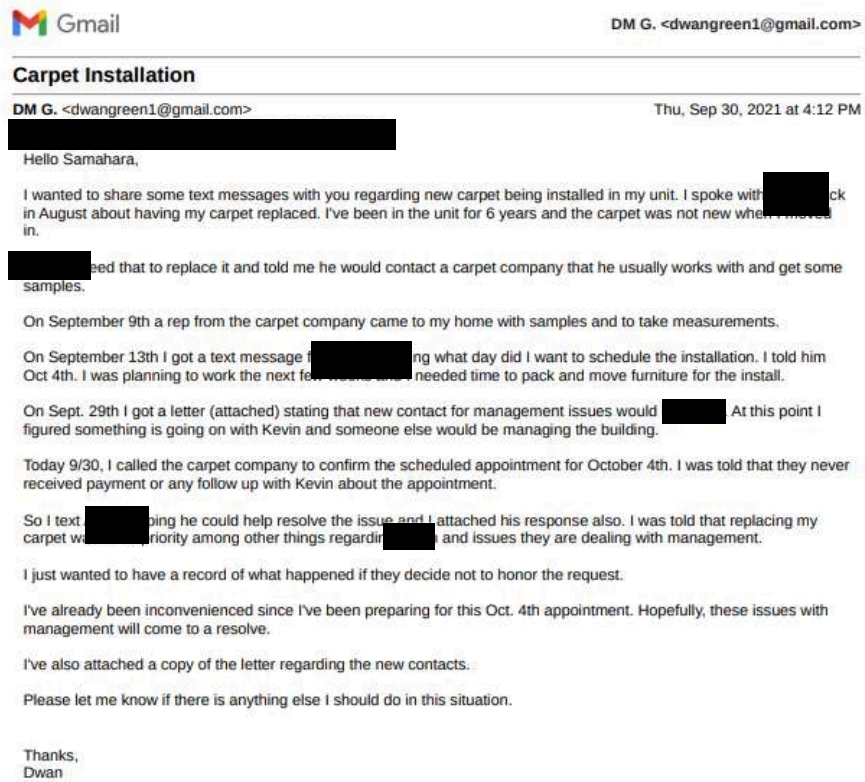 Gmail
DM G. <dwangreen1@gmail.com>
Carpet Installation
DM G. <dwangreen1@gmail.com>
Thu, Sep 30, 2021 at 4:12 PM
Hello Samahara,
I wanted to share some text messages with you regarding new carpet being installed in my unit. I spoke with ck
in August about having my carpet replaced. I've been in the unit for 6 years and the carpet was not new when I moved
in.
eed that to replace it and told me he would contact a carpet company that he usually works with and get some
samples.
On September 9th a rep from the carpet company came to my home with samples and to take measurements.
On September 13th I got a text message f ng what day did I want to schedule the installation. I told him
Oct 4th. I was planning to work the next few weeks and I needed time to pack and move furniture for the install.
On Sept. 29th I got a letter (attached) stating that new contact for management issues would . At this point I
figured something is going on with Kevin and someone else would be managing the building.
Today 9/30, I called the carpet company to confirm the scheduled appointment for October 4th. I was told that they never
received payment or any follow up with Kevin about the appointment.
So I text ping he could help resolve the issue and I attached his response also. I was told that replacing my
carpet wa priority among other things regardin and issues they are dealing with management.
I just wanted to have a record of what happened if they decide not to honor the request.
I've already been inconvenienced since I've been preparing for this Oct. 4th appointment. Hopefully, these issues with
management will come to a resolve.
I've also attached a copy of the letter regarding the new contacts.
Please let me know if there is anything else I should do in this situation.
Thanks,
Dwan